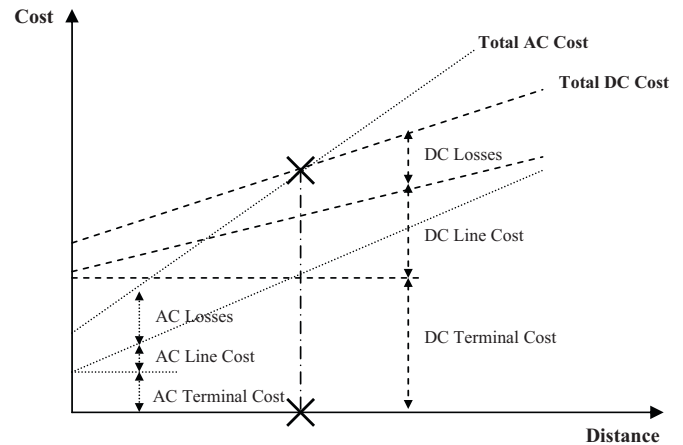 Cost
Total AC Cost
Total DC Cost
DC Losses
DC Line Cost
AC Losses
DC Terminal Cost
AC Line Cost
AC Terminal Cost
Distance